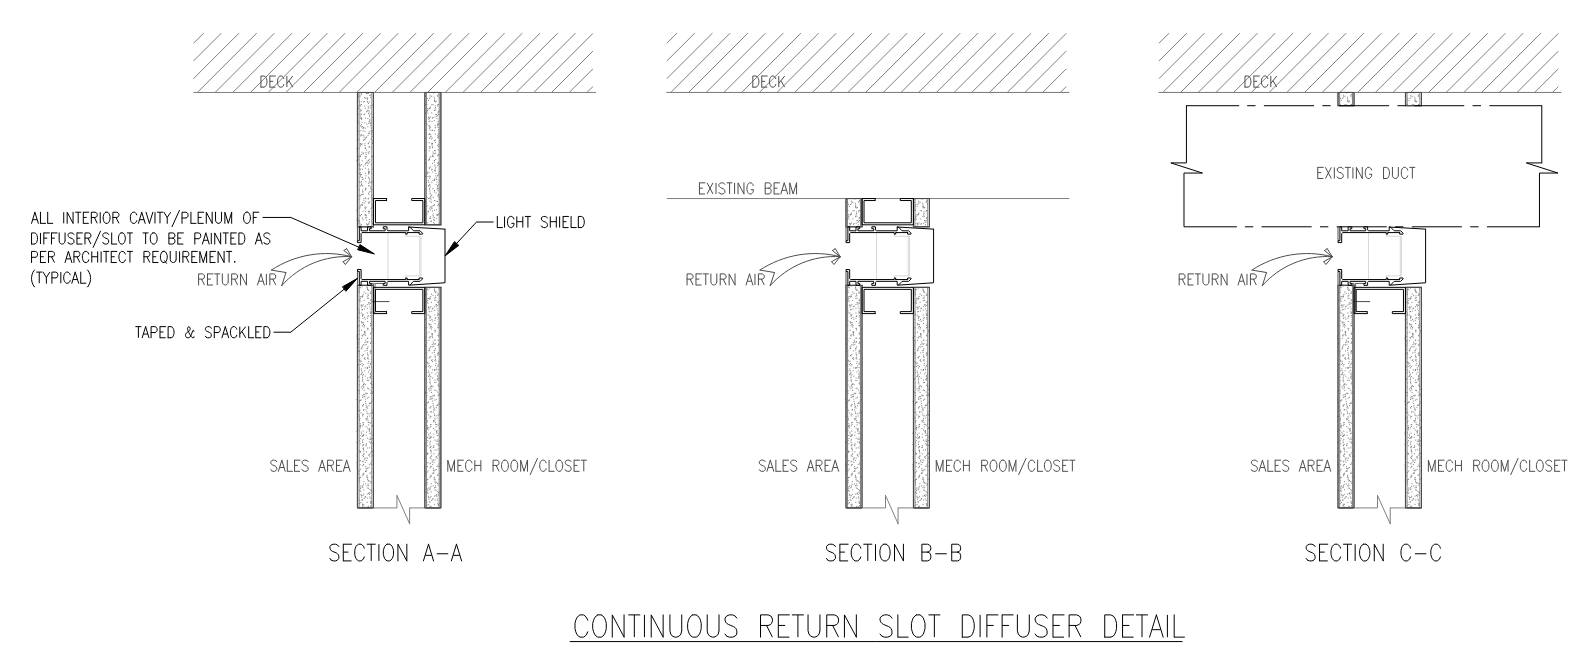 DECK
ALL INTERIOR CAVITY/PLENUM OF
DIFFUSER/SLOT TO BE PAINTED AS
PER ARCHITECT REQUIREMENT.
(TYPICAL)
RETURN AIR
TAPED & SPACKLED
LIGHT SHIELD
SALES AREA
MECH ROOM/CLOSET
SECTION A-A
DECK
EXISTING BEAM
RETURN AIR
SALES AREA
MECH ROOM/CLOSET
SECTION B-B
DECK
EXISTING DUCT
RETURN AIR
SALES AREA
MECH ROOM/CLOSET
SECTION C-C
CONTINUOUS RETURN SLOT DIFFUSER DETAIL